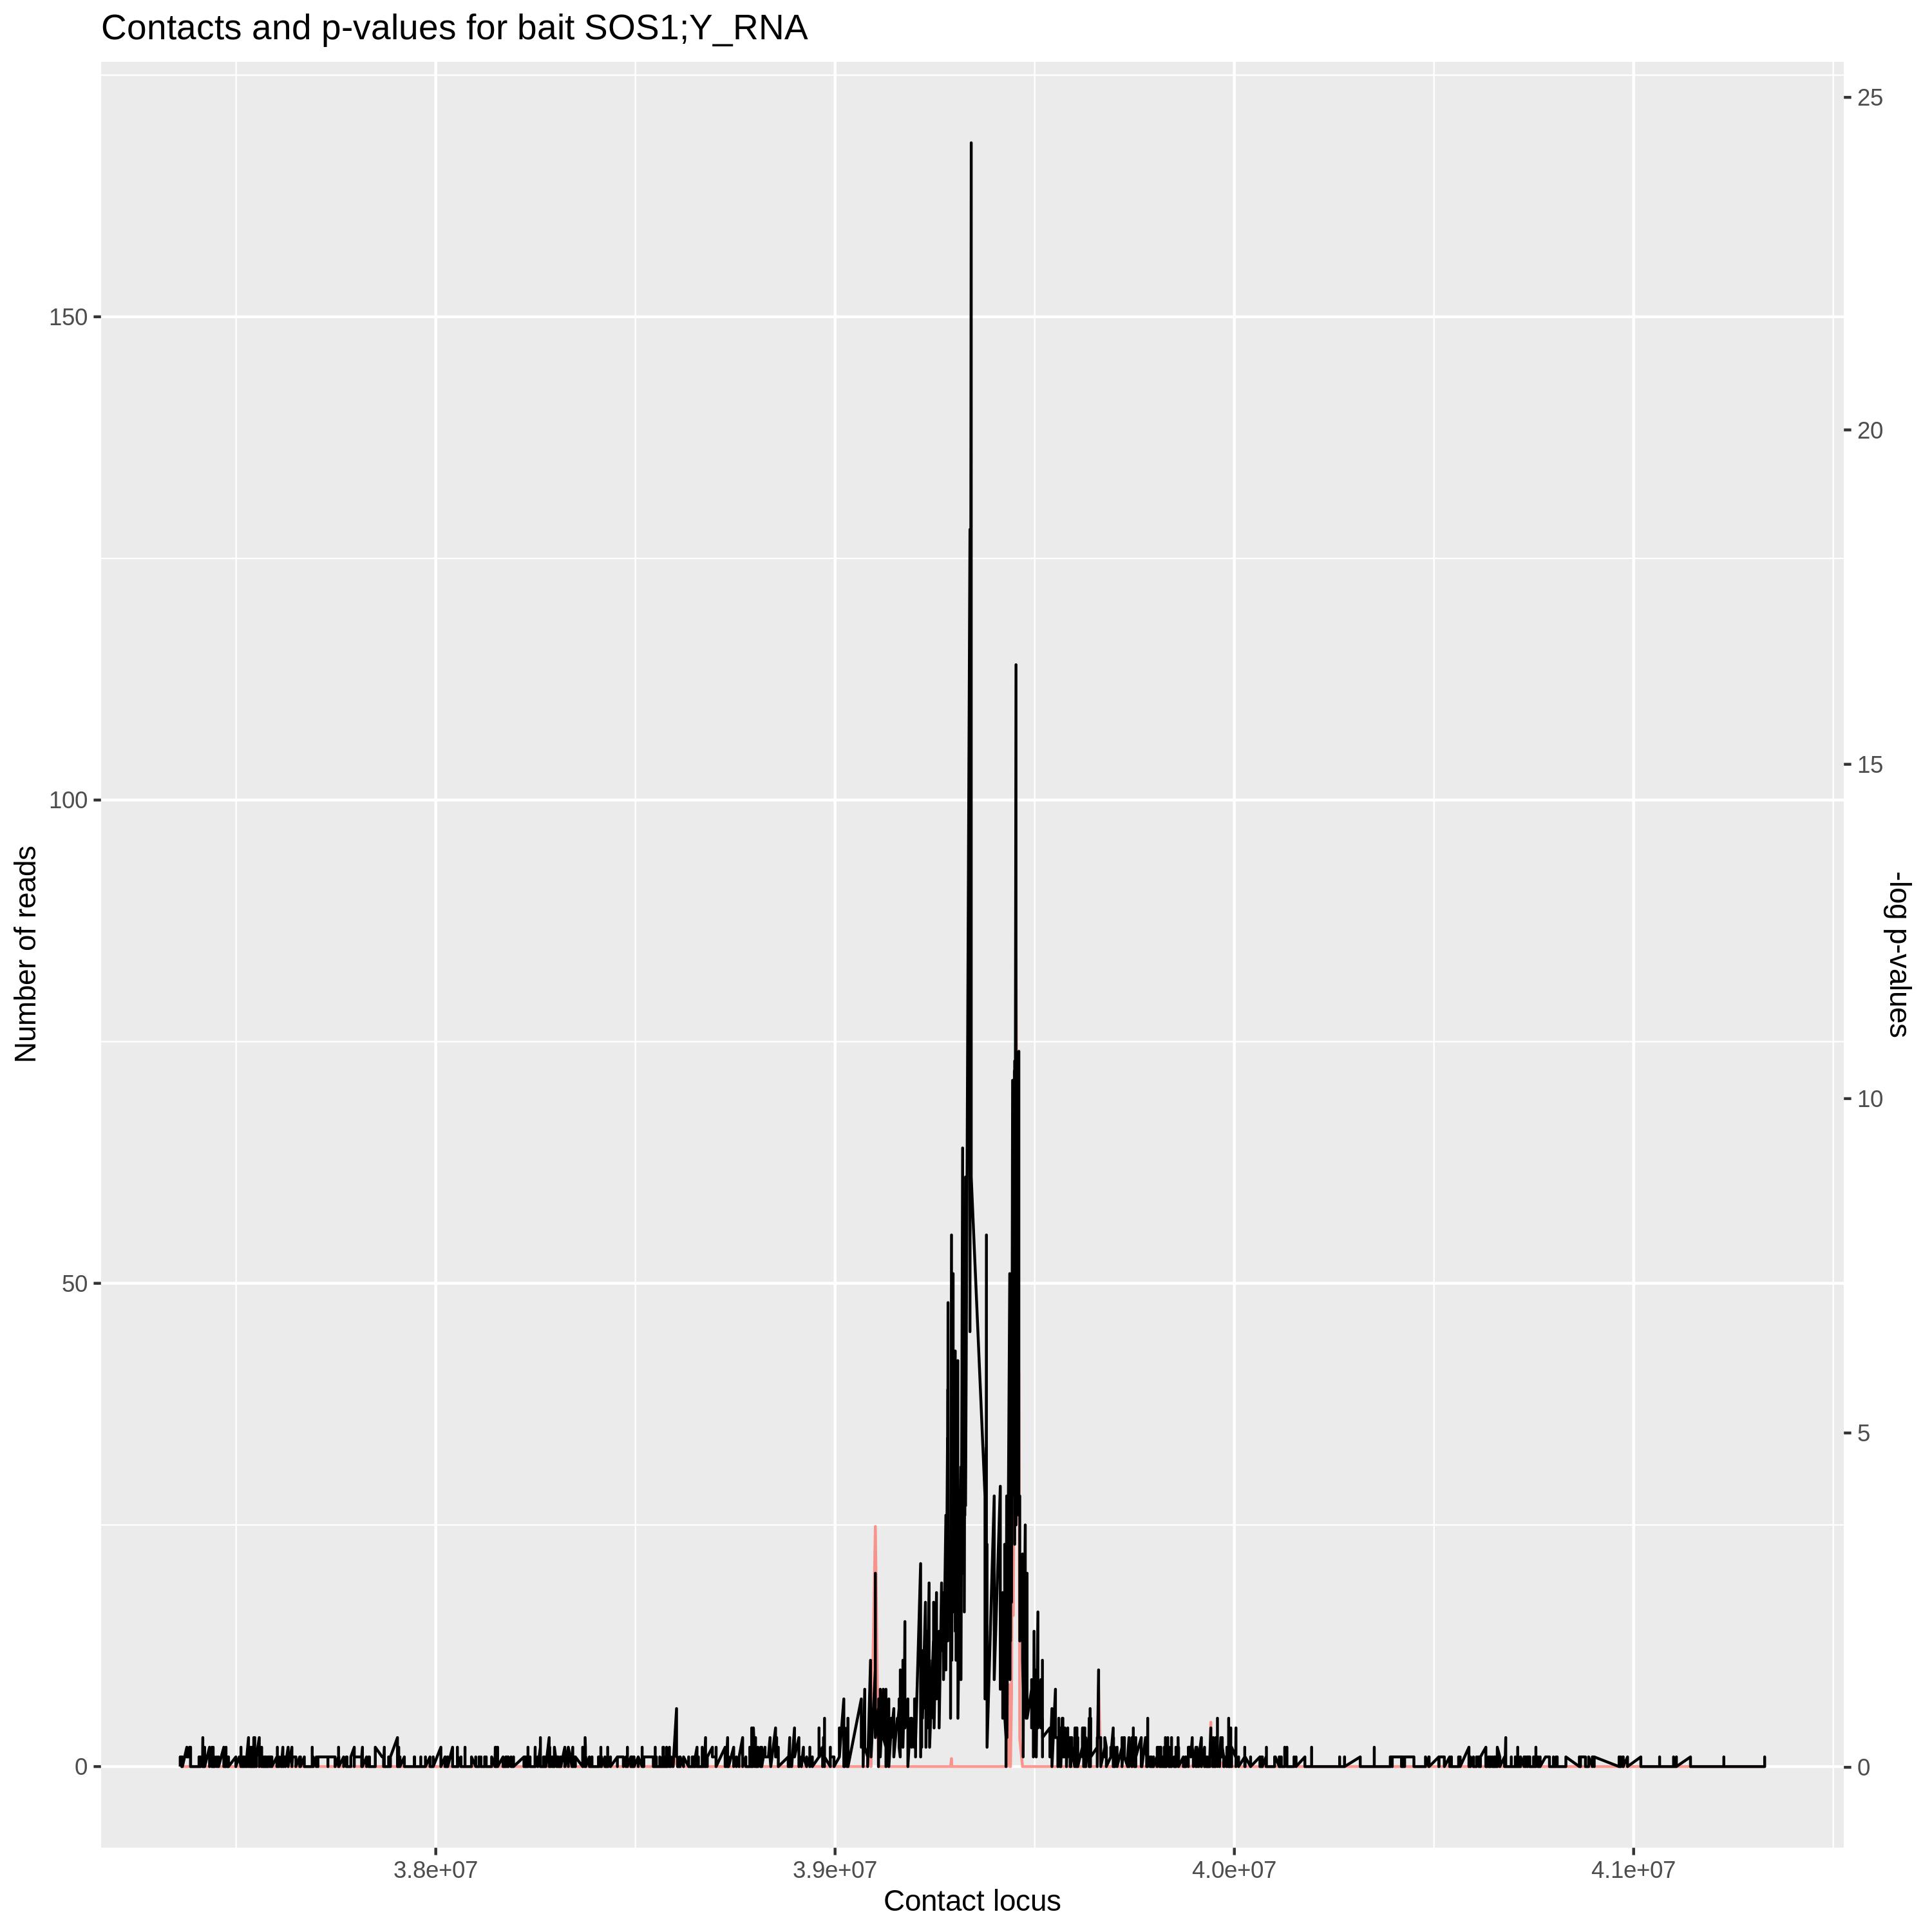 Contacts and p-values for bait SOS1;Y_RNA
150
100
50
0
Number of reads
25
20
15
10
5
0
-log p-values
3.8e+07 3.9e+07 4.0e+07 4.1e+07
Contact locus